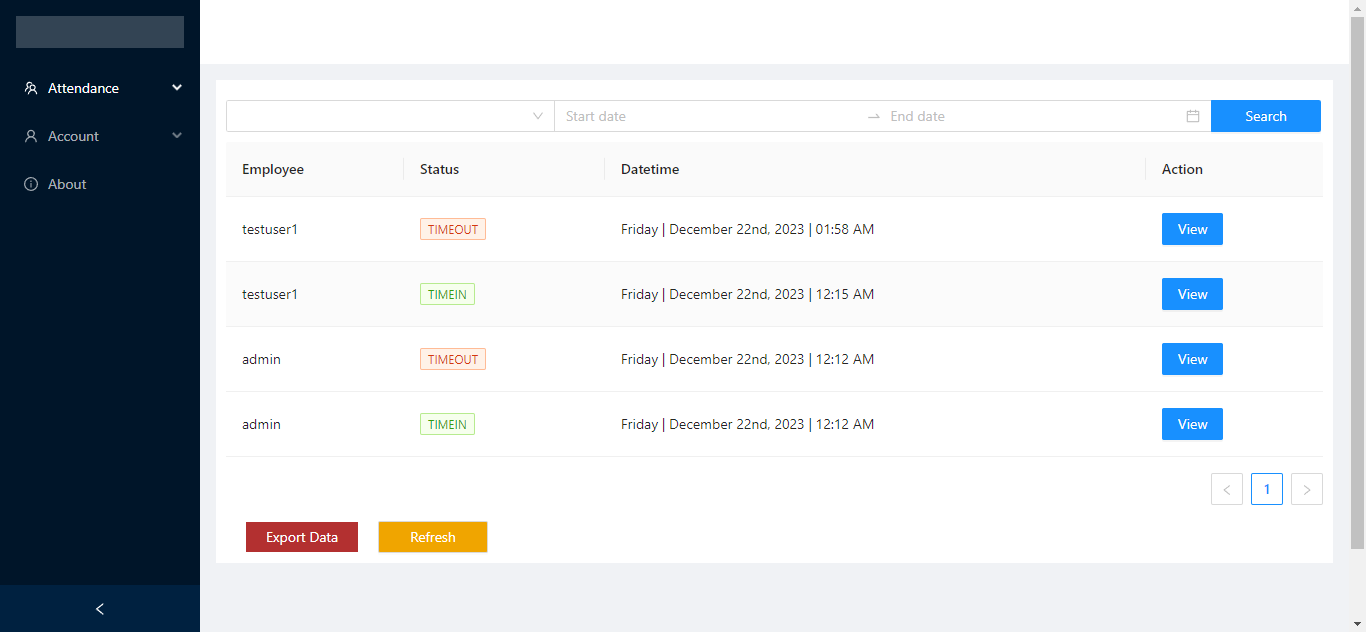 Attendance
Account
About
Start date End date Search
Employee Status Datetime Action
testuser1 TIMEOUT Friday | December 22nd, 2023 | 01:58 AM View
testuser1 TIMEIN Friday | December 22nd, 2023 | 12:15 AM View
admin TIMEOUT Friday | December 22nd, 2023 | 12:12 AM View
admin TIMEIN Friday | December 22nd, 2023 | 12:12 AM View
1
Export Data Refresh